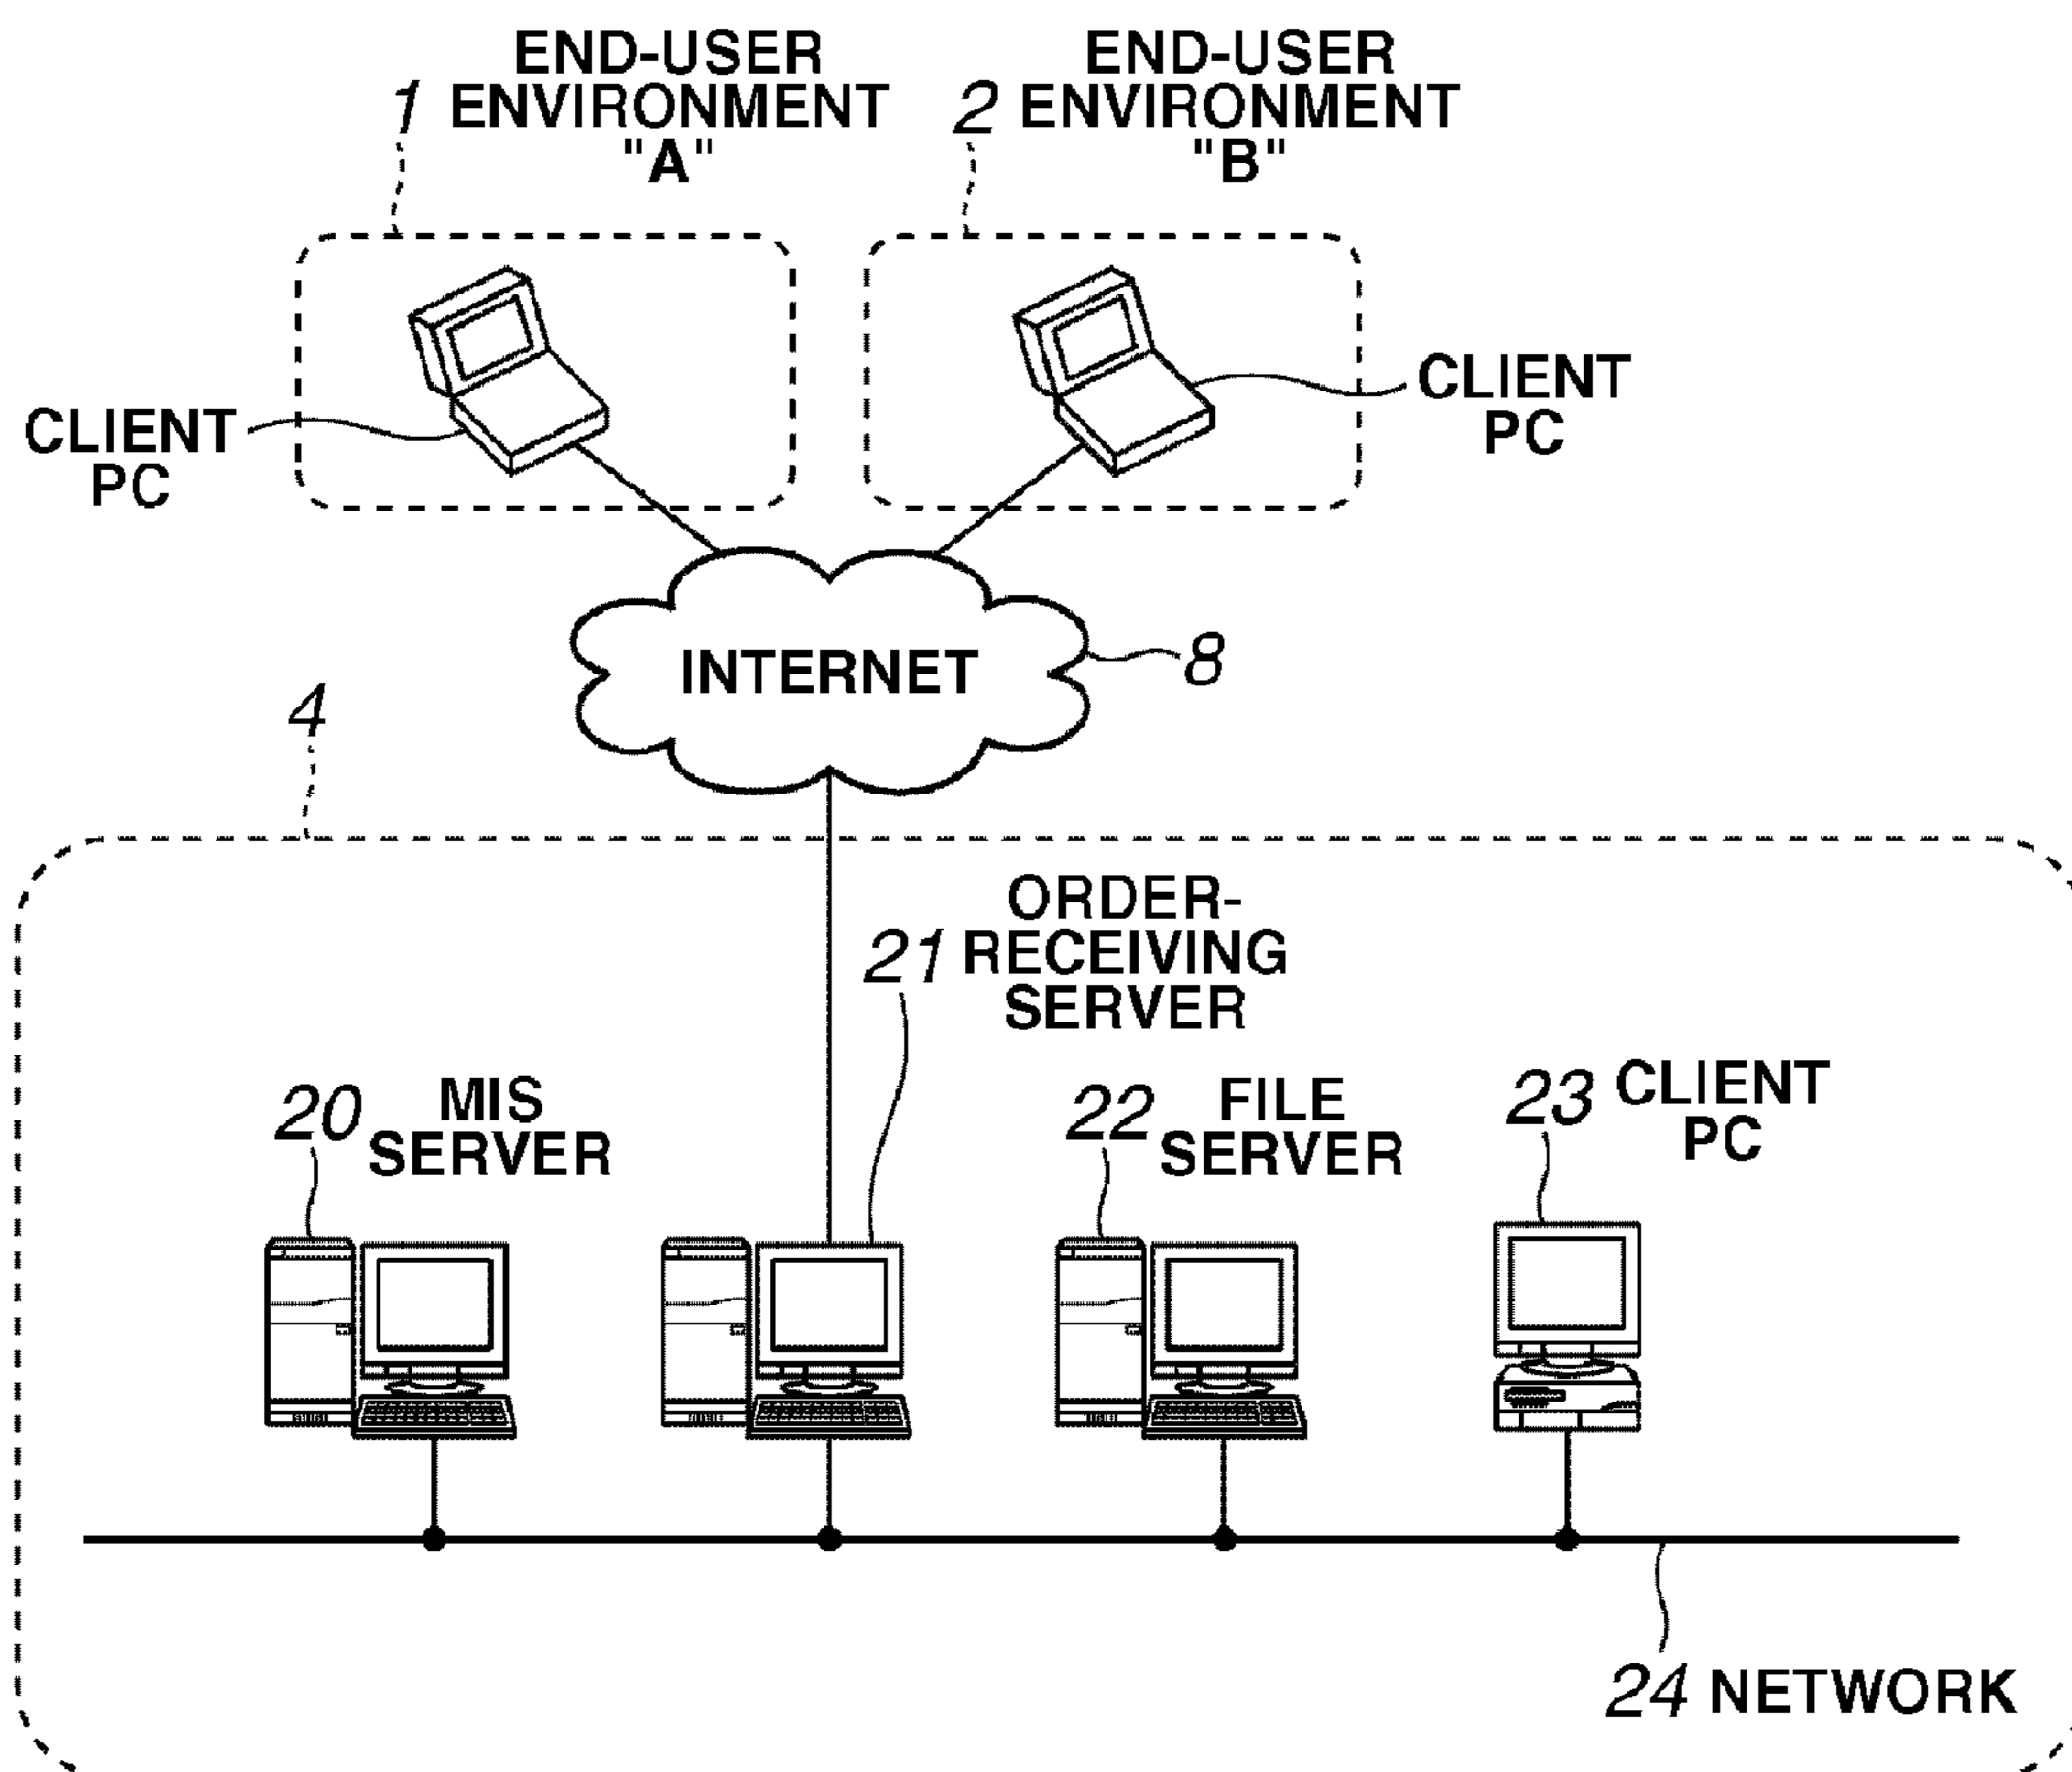 1 END-USER ENVIRONMENT "A"
2 END-USER ENVIRONMENT "B"
CLIENT PC
CLIENT PC
INTERNET
8
4
21 ORDER-RECEIVING SERVER
20 MIS SERVER
22 FILE SERVER
23 CLIENT PC
24 NETWORK